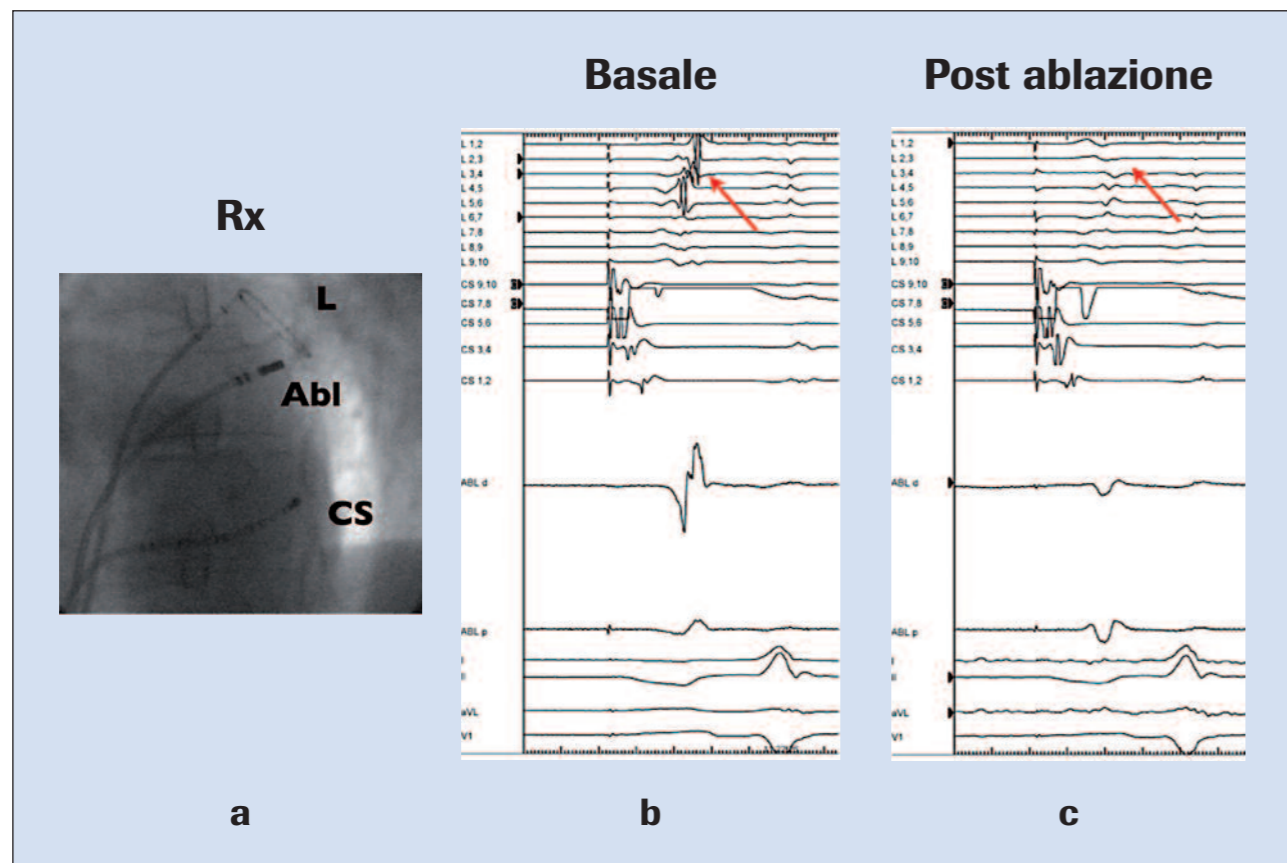 Basale
Post ablazione
Rx
L
Abl
CS
L 1,2
L 2,3
L 3,4
L 4,5
L 5,6
L 6,7
L 7,8
L 8,9
L 9,10
CS 9,10
CS 7,8
CS 5,6
CS 3,4
CS 1,2
ABL d
ABL p
I
II
aVL
V1
L 1,2
L 2,3
L 3,4
L 4,5
L 5,6
L 6,7
L 7,8
L 8,9
L 9,10
CS 9,10
CS 7,8
CS 5,6
CS 3,4
CS 1,2
ABL d
ABL p
I
II
aVL
V1
a
b
c